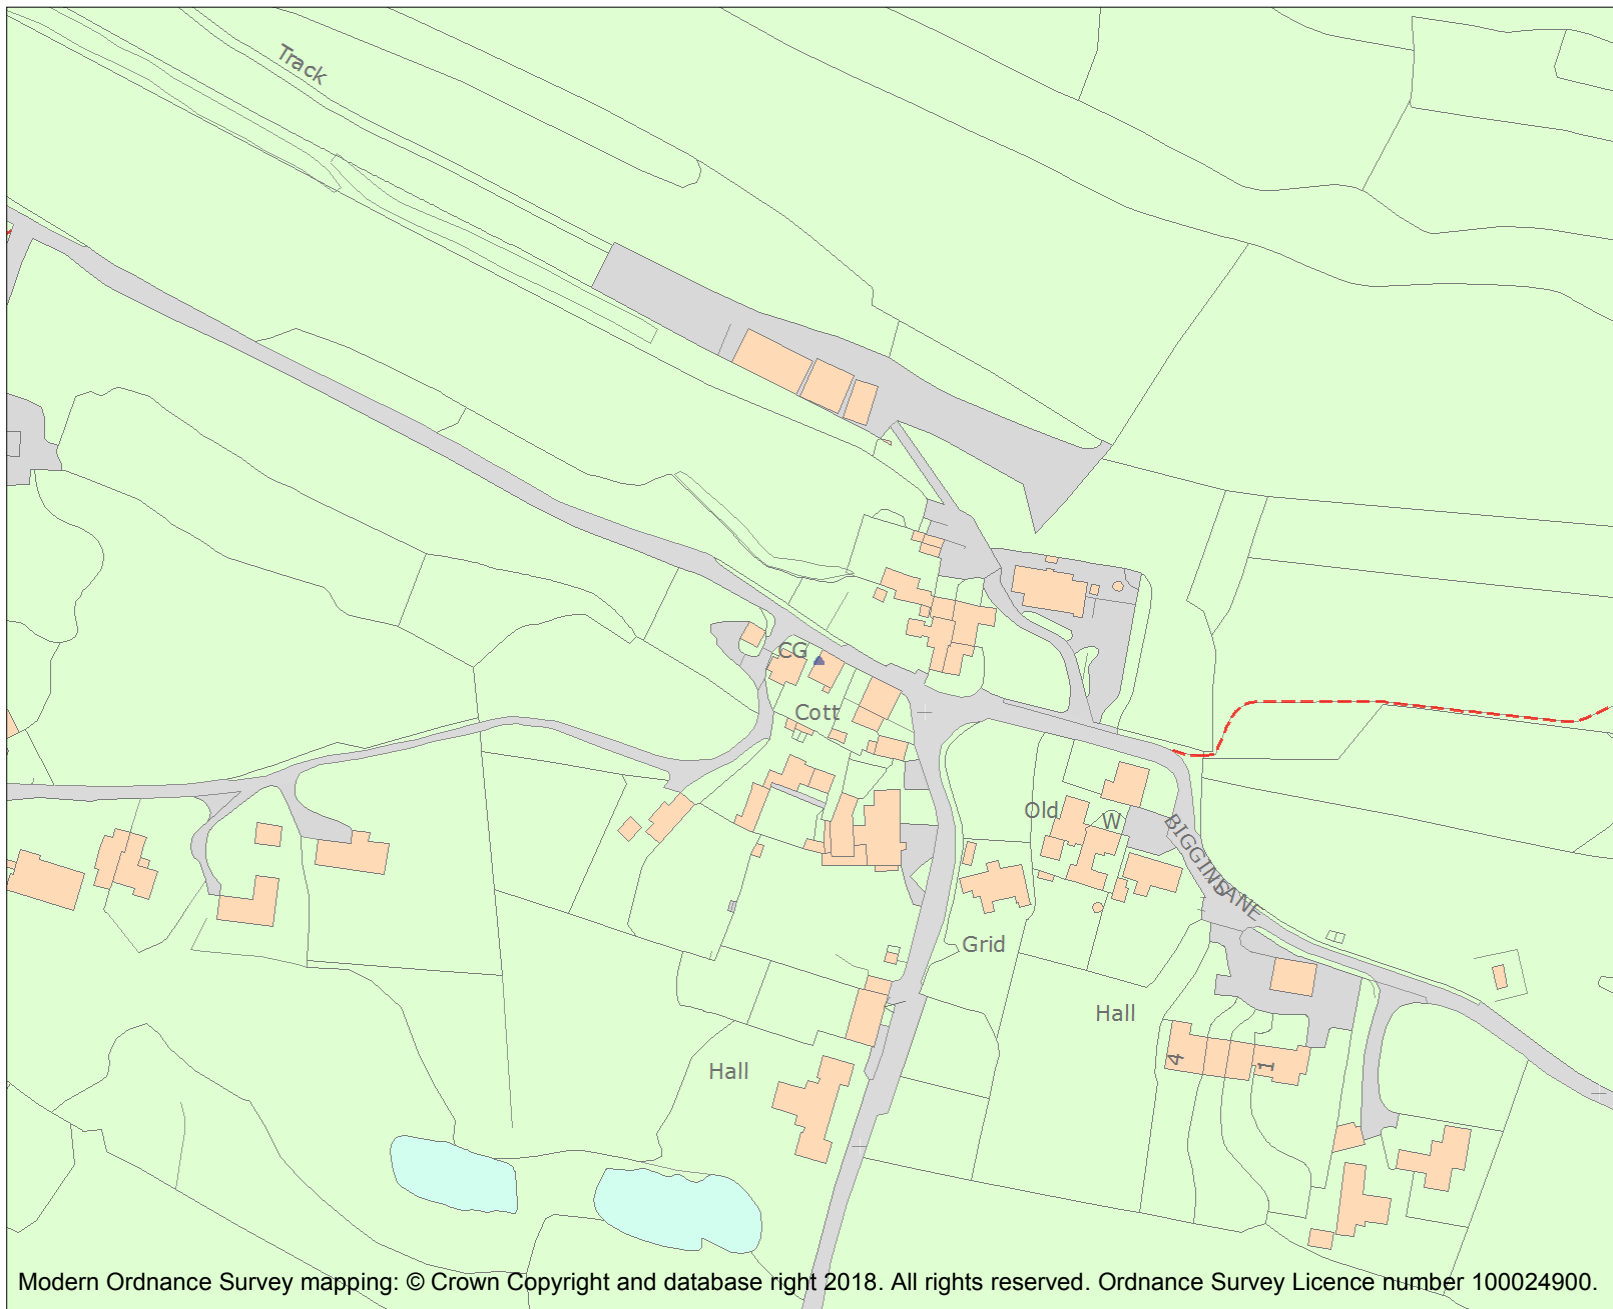 Track
CG
Cott
Old
W
BIGGIN LANE
Grid
Hall
4
1
Hall
Modern Ordnance Survey mapping: © Crown Copyright and database right 2018. All rights reserved. Ordnance Survey Licence number 100024900.